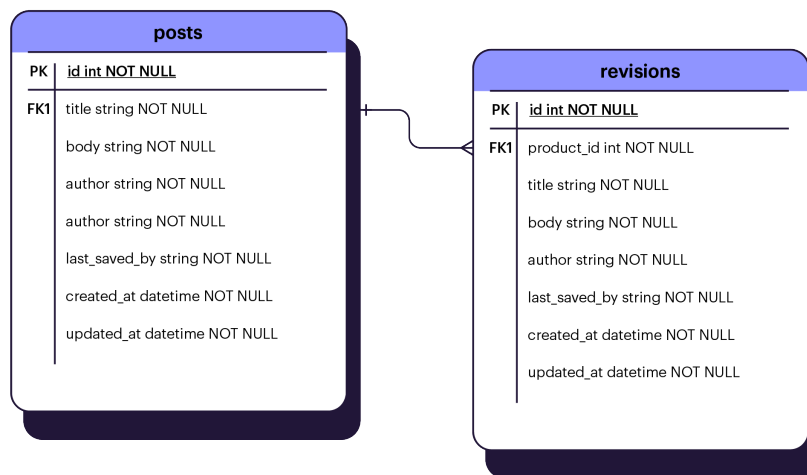 posts
PK id int NOT NULL
FK1 title string NOT NULL
body string NOT NULL
author string NOT NULL
author string NOT NULL
last_saved_by string NOT NULL
created_at datetime NOT NULL
updated_at datetime NOT NULL
revisions
PK id int NOT NULL
FK1 product_id int NOT NULL
title string NOT NULL
body string NOT NULL
author string NOT NULL
last_saved_by string NOT NULL
created_at datetime NOT NULL
updated_at datetime NOT NULL